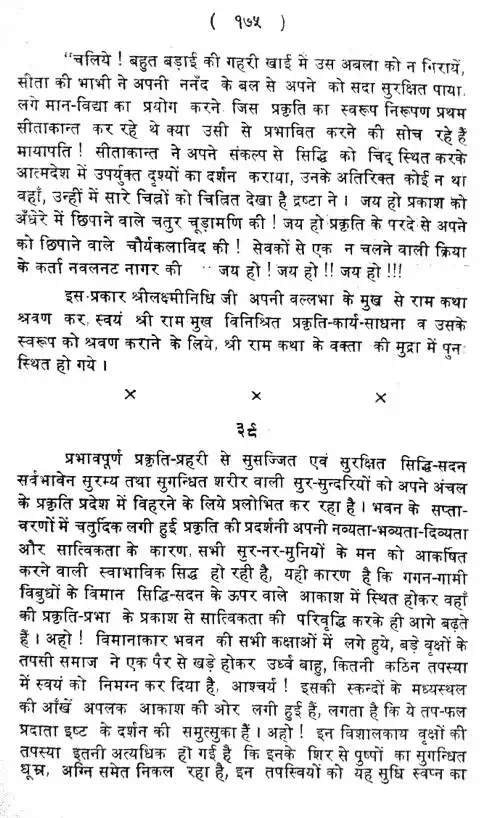 ( १७५ )
“चलिये ! बहुत बड़ाई की गहरी खाई में उस अबला को न गिरायें,
सीता की भाभी ने अपनी ननँद के बल से अपने को सदा सुरक्षित पाया.
लगे मान-विद्या का प्रयोग करने. जिस प्रकृति का स्वरूप निरूपण प्रथम
सीताकान्त कर रहे थे क्या उसी से प्रभावित करने की सोच रहे हैं
मायापति ! सीताकान्त ने अपने संकल्प से सिद्धि को चिद् स्थित करके
आत्मदेश में उपर्युक्त दृश्यों का दर्शन कराया, उनके अतिरिक्त कोई न था
वहाँ, उन्हीं में सारे चित्रों को चित्रित देखा है द्रष्टा ने । जय हो प्रकाश को
अँधेरे में छिपाने वाले चतुर चूड़ामणि की ! जय हो प्रकृति के परदे से अपने
को छिपाने वाले चौर्यकलाविद की ! सेवकों से एक न चलने वाली क्रिया
के कर्ता नवलनट नागर की जय हो ! जय हो !! जय हो !!!
इस प्रकार श्रीलक्ष्मीनिधि जी अपनी वल्लभा के मुख से राम कथा
श्रवण कर, स्वयं श्री राम मुख विनिश्रित प्रकृति-कार्य-साधना व उसके
स्वरूप को श्रवण कराने के लिये, श्री राम कथा के वक्ता की मुद्रा में पुनः
स्थित हो गये ।
× × ×
३९
प्रभावपूर्ण प्रकृति-प्रहरी से सुसज्जित एवं सुरक्षित सिद्धि-सदन
सर्वभावेन सुरम्य तथा सुगन्धित शरीर वाली सुर-सुन्दरियों को अपने अंचल
के प्रकृति प्रदेश में विहरने के लिये प्रलोभित कर रहा है । भवन के सप्ता-
वरणों में चतुर्दिक लगी हुई प्रकृति की प्रदर्शनी अपनी नव्यता-भव्यता-दिव्यता
और सात्विकता के कारण, सभी सुर-नर-मुनियों के मन को आकर्षित
करने वाली स्वाभाविक सिद्ध हो रही है, यही कारण है कि गगन-गामी
विबुधों के विमान सिद्धि-सदन के ऊपर वाले आकाश में स्थित होकर वहाँ
की प्रकृति-प्रभा के प्रकाश से सात्विकता की परिवृद्धि करके ही आगे बढ़ते
हैं । अहो ! विमानाकार भवन की सभी कक्षाओं में लगे हुये, बड़े वृक्षों के
तपसी समाज ने एक पैर से खड़े होकर उर्ध्व बाहु, कितनी कठिन तपस्या
में स्वयं को निमग्न कर दिया है, आश्चर्य ! इसकी स्कन्दों के मध्यस्थल
की आँखें अपलक आकाश की ओर लगी हुई हैं, लगता है कि ये तप-फल
प्रदाता इष्ट के दर्शन की समुत्सुका हैं । अहो ! इन विशालकाय वृक्षों की
तपस्या इतनी अत्यधिक हो गई है कि इनके शिर से पुष्पों का सुगन्धित
धूम्र, अग्नि समेत निकल रहा है, इन तपस्वियों को यह सुधि स्वप्न का